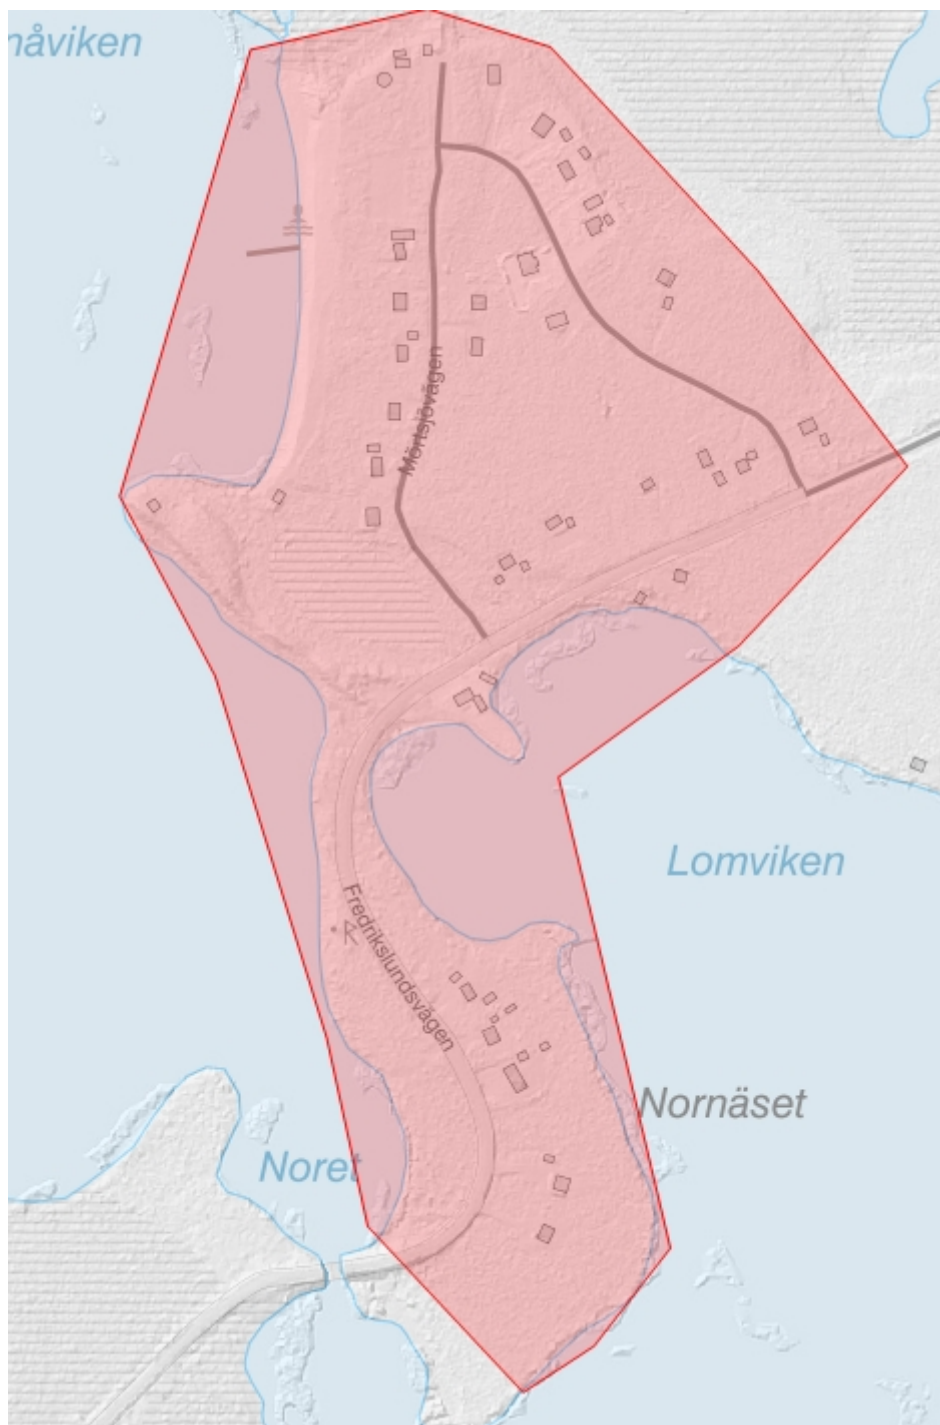 nåviken
Mörtsjövägen
Lomviken
Fredrikslundsvägen
Nornäset
Noret